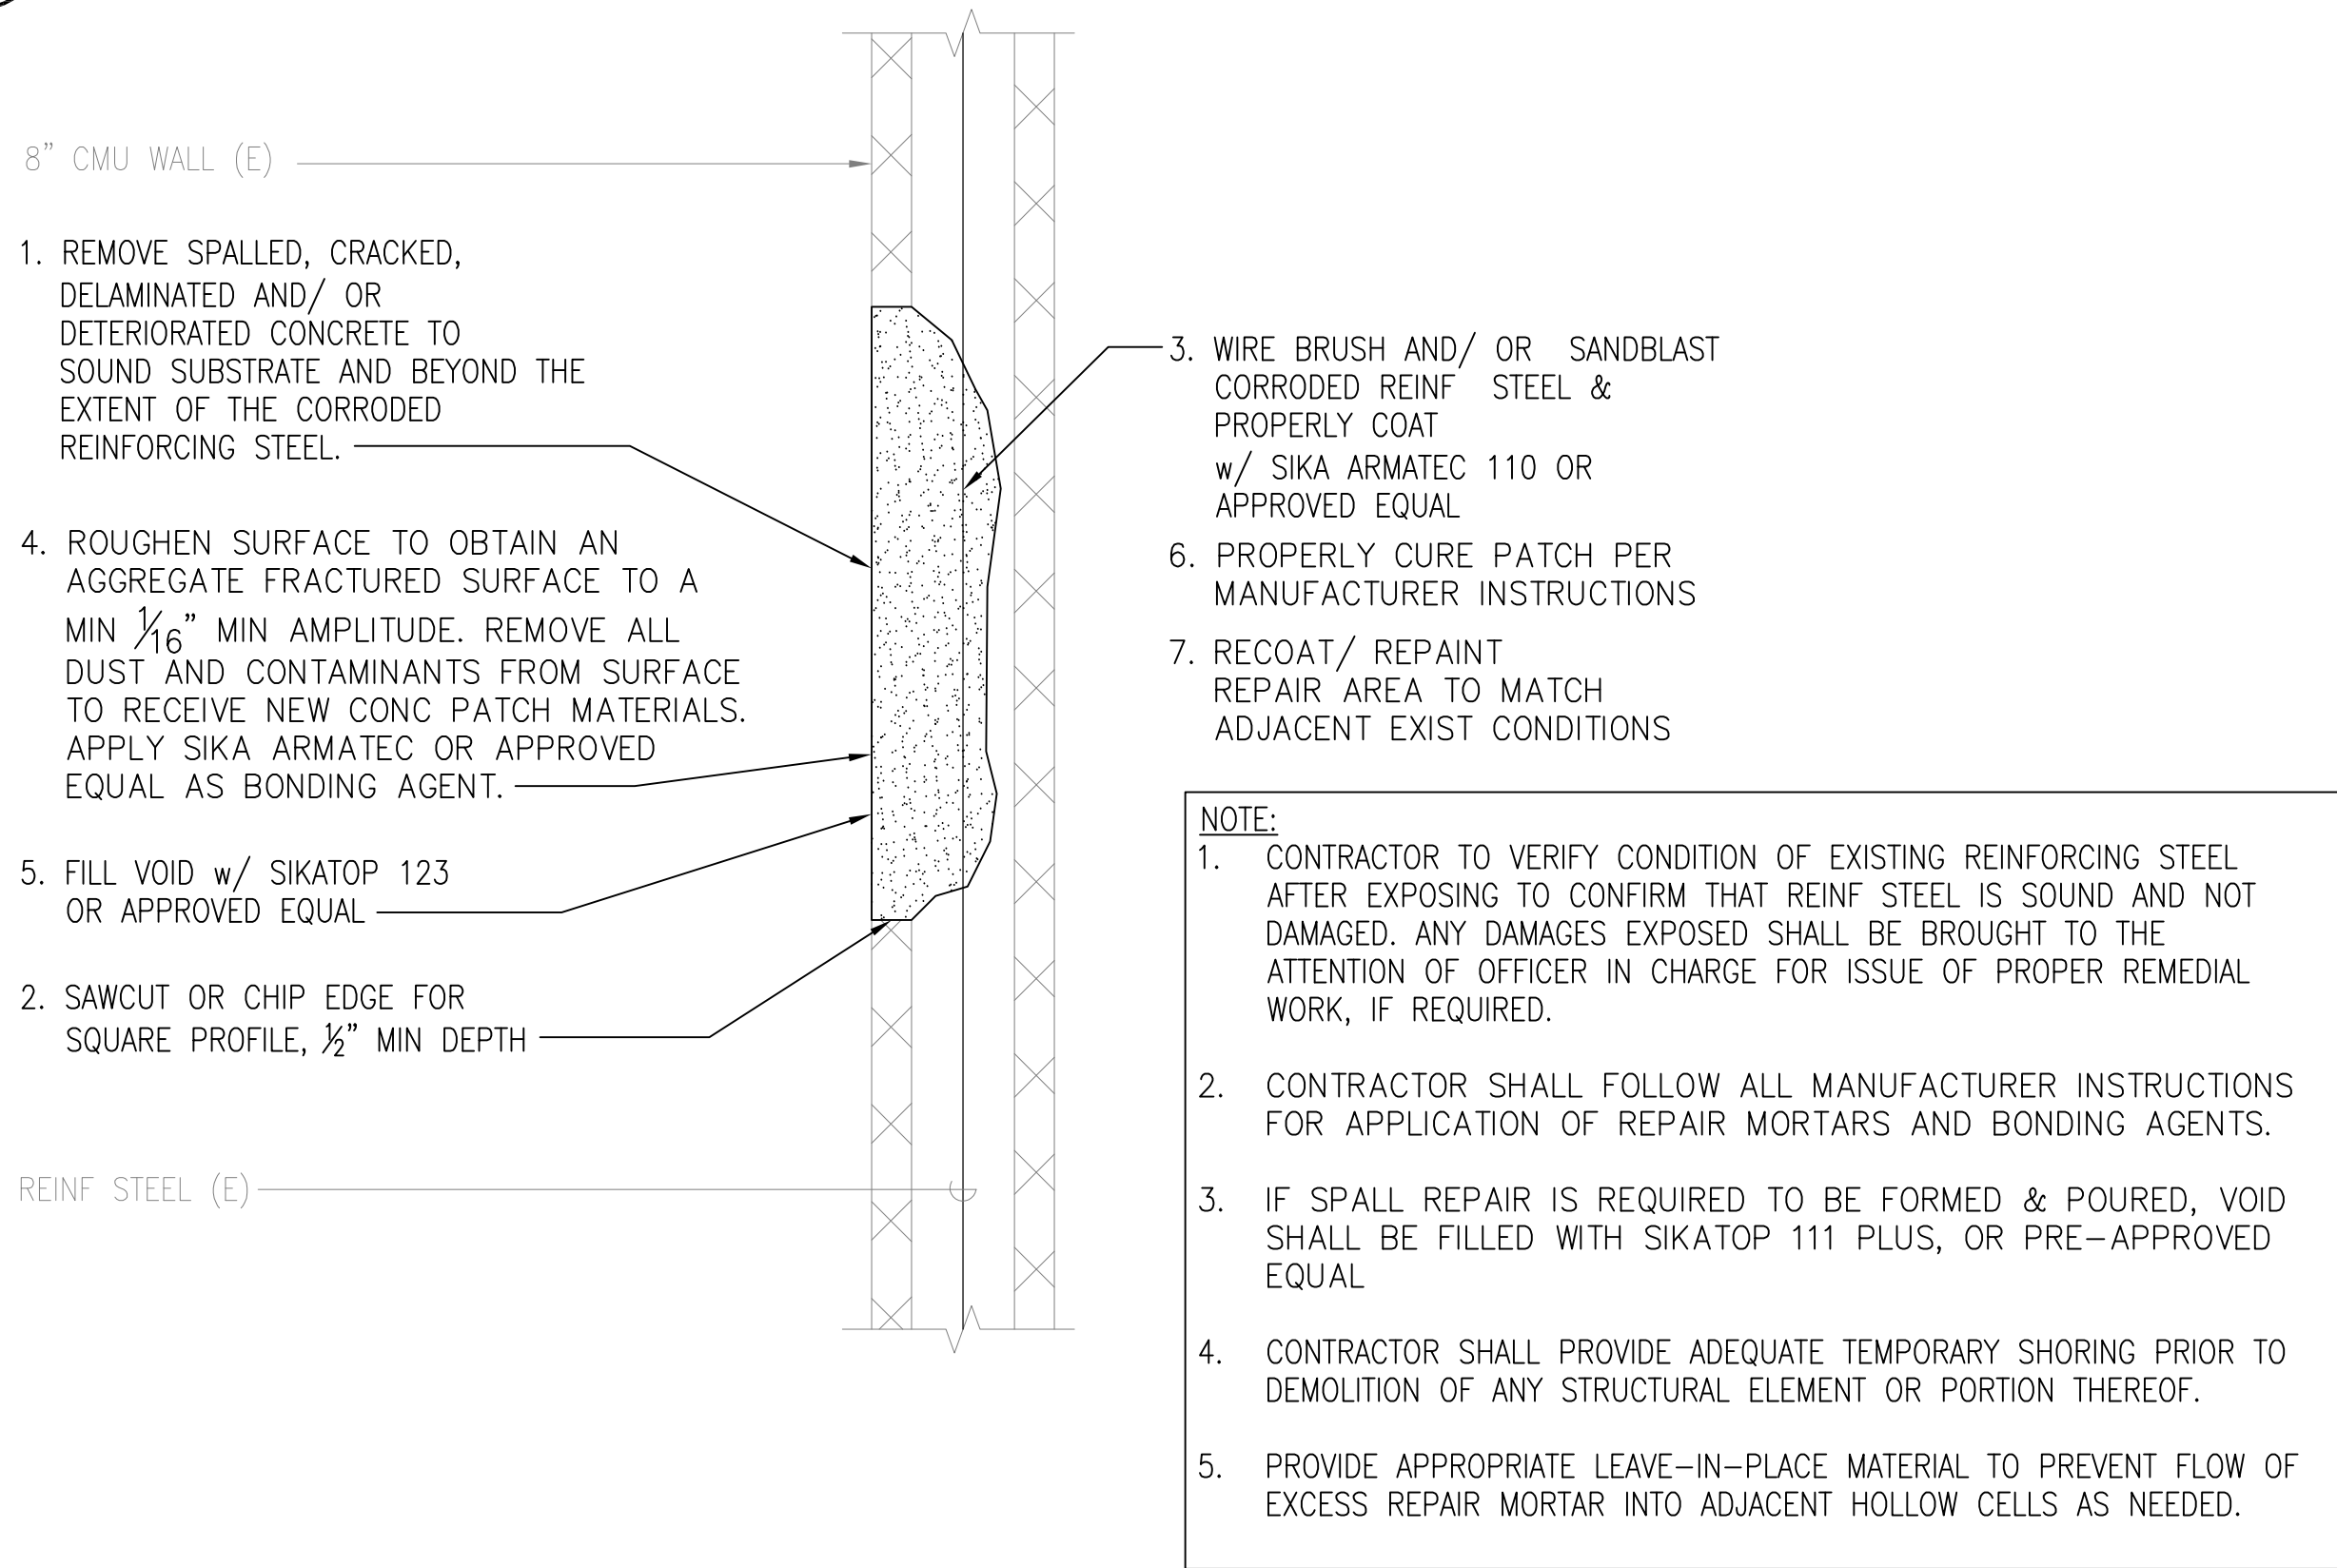 8" CMU WALL (E)
1. REMOVE SPALLED, CRACKED,
DELAMINATED AND/ OR
DETERIORATED CONCRETE TO
SOUND SUBSTRATE AND BEYOND THE
EXTENT OF THE CORRODED
REINFORCING STEEL.
4. ROUGHEN SURFACE TO OBTAIN AN
AGGREGATE FRACTURED SURFACE TO A
MIN 1/16" MIN AMPLITUDE. REMOVE ALL
DUST AND CONTAMINANTS FROM SURFACE
TO RECEIVE NEW CONC PATCH MATERIALS.
APPLY SIKA ARMATEC OR APPROVED
EQUAL AS BONDING AGENT.
5. FILL VOID w/ SIKATOP 123
OR APPROVED EQUAL
2. SAWCUT OR CHIP EDGE FOR
SQUARE PROFILE, 1/2" MIN DEPTH
REINF STEEL (E)
3. WIRE BRUSH AND/ OR SANDBLAST
CORRODED REINF STEEL &
PROPERLY COAT
w/ SIKA ARMATEC 110 OR
APPROVED EQUAL
6. PROPERLY CURE PATCH PER
MANUFACTURER INSTRUCTIONS
7. RECOAT/ REPAINT
REPAIR AREA TO MATCH
ADJACENT EXIST CONDITIONS
NOTE:
1. CONTRACTOR TO VERIFY CONDITION OF EXISTING REINFORCING STEEL
AFTER EXPOSING TO CONFIRM THAT REINF STEEL IS SOUND AND NOT
DAMAGED. ANY DAMAGES EXPOSED SHALL BE BROUGHT TO THE
ATTENTION OF OFFICER IN CHARGE FOR ISSUE OF PROPER REMEDIAL
WORK, IF REQUIRED.
2. CONTRACTOR SHALL FOLLOW ALL MANUFACTURER INSTRUCTIONS
FOR APPLICATION OF REPAIR MORTARS AND BONDING AGENTS.
3. IF SPALL REPAIR IS REQUIRED TO BE FORMED & POURED, VOID
SHALL BE FILLED WITH SIKATOP 111 PLUS, OR PRE-APPROVED
EQUAL
4. CONTRACTOR SHALL PROVIDE ADEQUATE TEMPORARY SHORING PRIOR TO
DEMOLITION OF ANY STRUCTURAL ELEMENT OR PORTION THEREOF.
5. PROVIDE APPROPRIATE LEAVE-IN-PLACE MATERIAL TO PREVENT FLOW OF
EXCESS REPAIR MORTAR INTO ADJACENT HOLLOW CELLS AS NEEDED.